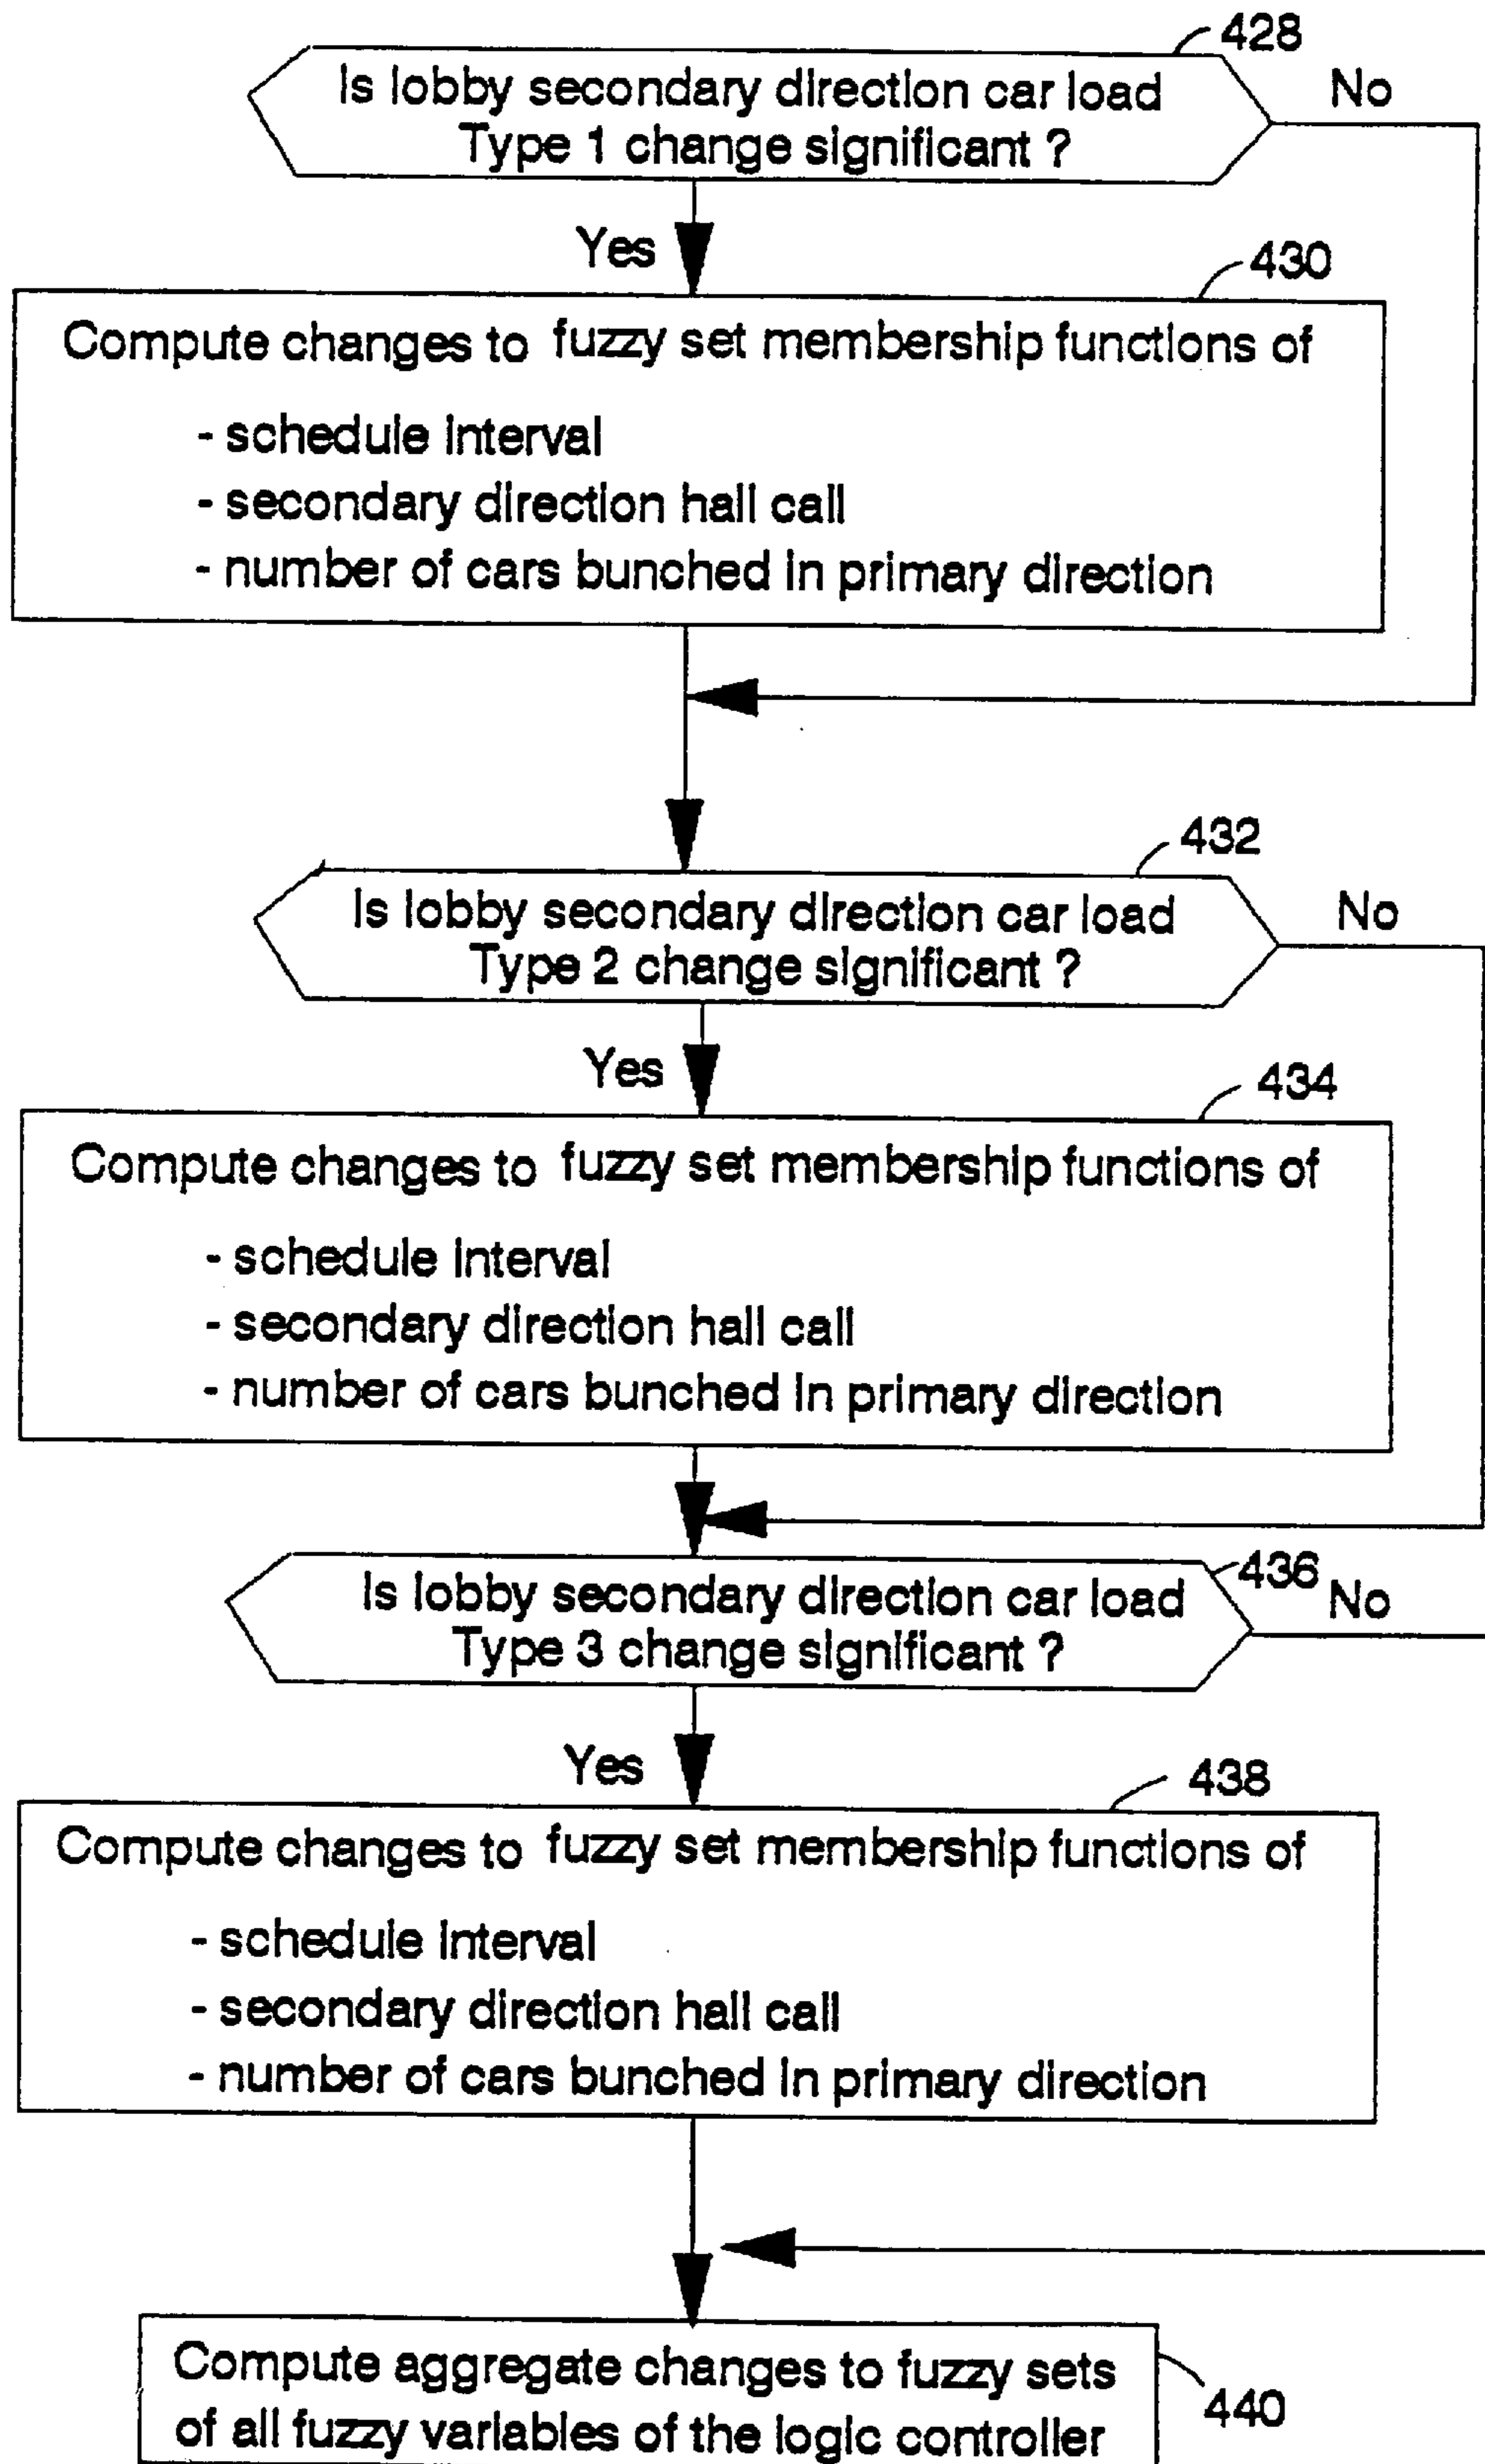 428
Is lobby secondary direction car load
Type 1 change significant ?
No
Yes
430
Compute changes to fuzzy set membership functions of
- schedule interval
- secondary direction hall call
- number of cars bunched in primary direction
432
Is lobby secondary direction car load
Type 2 change significant ?
No
Yes
434
Compute changes to fuzzy set membership functions of
- schedule interval
- secondary direction hall call
- number of cars bunched in primary direction
436
Is lobby secondary direction car load
Type 3 change significant ?
No
Yes
438
Compute changes to fuzzy set membership functions of
- schedule interval
- secondary direction hall call
- number of cars bunched in primary direction
Compute aggregate changes to fuzzy sets
of all fuzzy variables of the logic controller
440